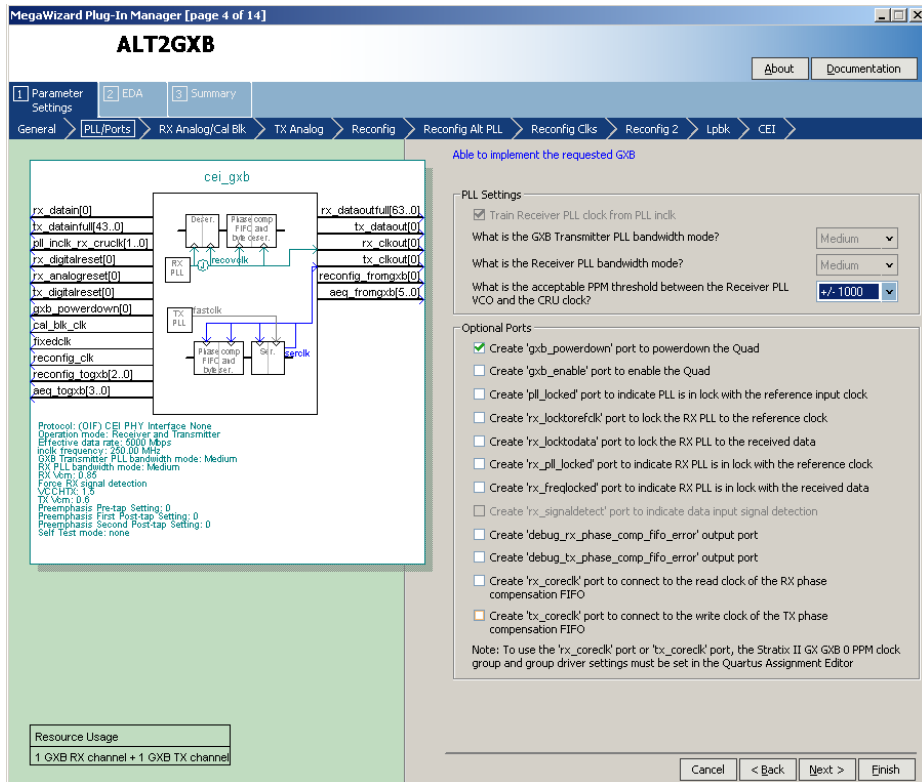 MegaWizard Plug-In Manager [page 4 of 14]
ALT2GXB
About
Documentation
1 Parameter Settings
2 EDA
3 Summary
General
PLL/Ports
RX Analog/Cal Blk
TX Analog
Reconfig
Reconfig Alt PLL
Reconfig Clks
Reconfig 2
Lpbk
CEI
cei_gxb
rx_datain[0]
tx_datainfull[43..0]
pll_inclk_rx_cruclk[1..0]
rx_digitalreset[0]
rx_analogreset[0]
tx_digitalreset[0]
gxb_powerdown[0]
cal_blk_clk
fixedclk
reconfig_clk
reconfig_togxb[2..0]
aeq_togxb[3..0]
Deser.
Phase comp FIFO and byte deser.
RX PLL
recovclk
TX PLL
fastclk
Phase comp FIFO and byte ser.
Ser.
serclk
rx_dataoutfull[63..0]
tx_dataout[0]
rx_clkout[0]
tx_clkout[0]
reconfig_fromgxb[0]
aeq_fromgxb[5..0]
Protocol: (OIF) CEI PHY Interface None
Operation mode: Receiver and Transmitter
Effective data rate: 5000 Mbps
inclk frequency: 250.00 MHz
GXB Transmitter PLL bandwidth mode: Medium
RX PLL bandwidth mode: Medium
RX Vcm: 0.85
Force RX signal detection
VCCHTX: 1.5
TX Vcm: 0.6
Preemphasis Pre-tap Setting: 0
Preemphasis First Post-tap Setting: 0
Preemphasis Second Post-tap Setting: 0
Self Test mode: none
Resource Usage
1 GXB RX channel + 1 GXB TX channel
Able to implement the requested GXB
PLL Settings
Train Receiver PLL clock from PLL inclk
What is the GXB Transmitter PLL bandwidth mode?
Medium
What is the Receiver PLL bandwidth mode?
Medium
What is the acceptable PPM threshold between the Receiver PLL
VCO and the CRU clock?
+/- 1000
Optional Ports
Create 'gxb_powerdown' port to powerdown the Quad
Create 'gxb_enable' port to enable the Quad
Create 'pll_locked' port to indicate PLL is in lock with the reference input clock
Create 'rx_locktorefclk' port to lock the RX PLL to the reference clock
Create 'rx_locktodata' port to lock the RX PLL to the received data
Create 'rx_pll_locked' port to indicate RX PLL is in lock with the reference clock
Create 'rx_freqlocked' port to indicate RX PLL is in lock with the received data
Create 'rx_signaldetect' port to indicate data input signal detection
Create 'debug_rx_phase_comp_fifo_error' output port
Create 'debug_tx_phase_comp_fifo_error' output port
Create 'rx_coreclk' port to connect to the read clock of the RX phase
compensation FIFO
Create 'tx_coreclk' port to connect to the write clock of the TX phase
compensation FIFO
Note: To use the 'rx_coreclk' port or 'tx_coreclk' port, the Stratix II GX GXB 0 PPM clock
group and group driver settings must be set in the Quartus Assignment Editor
Cancel
< Back
Next >
Finish